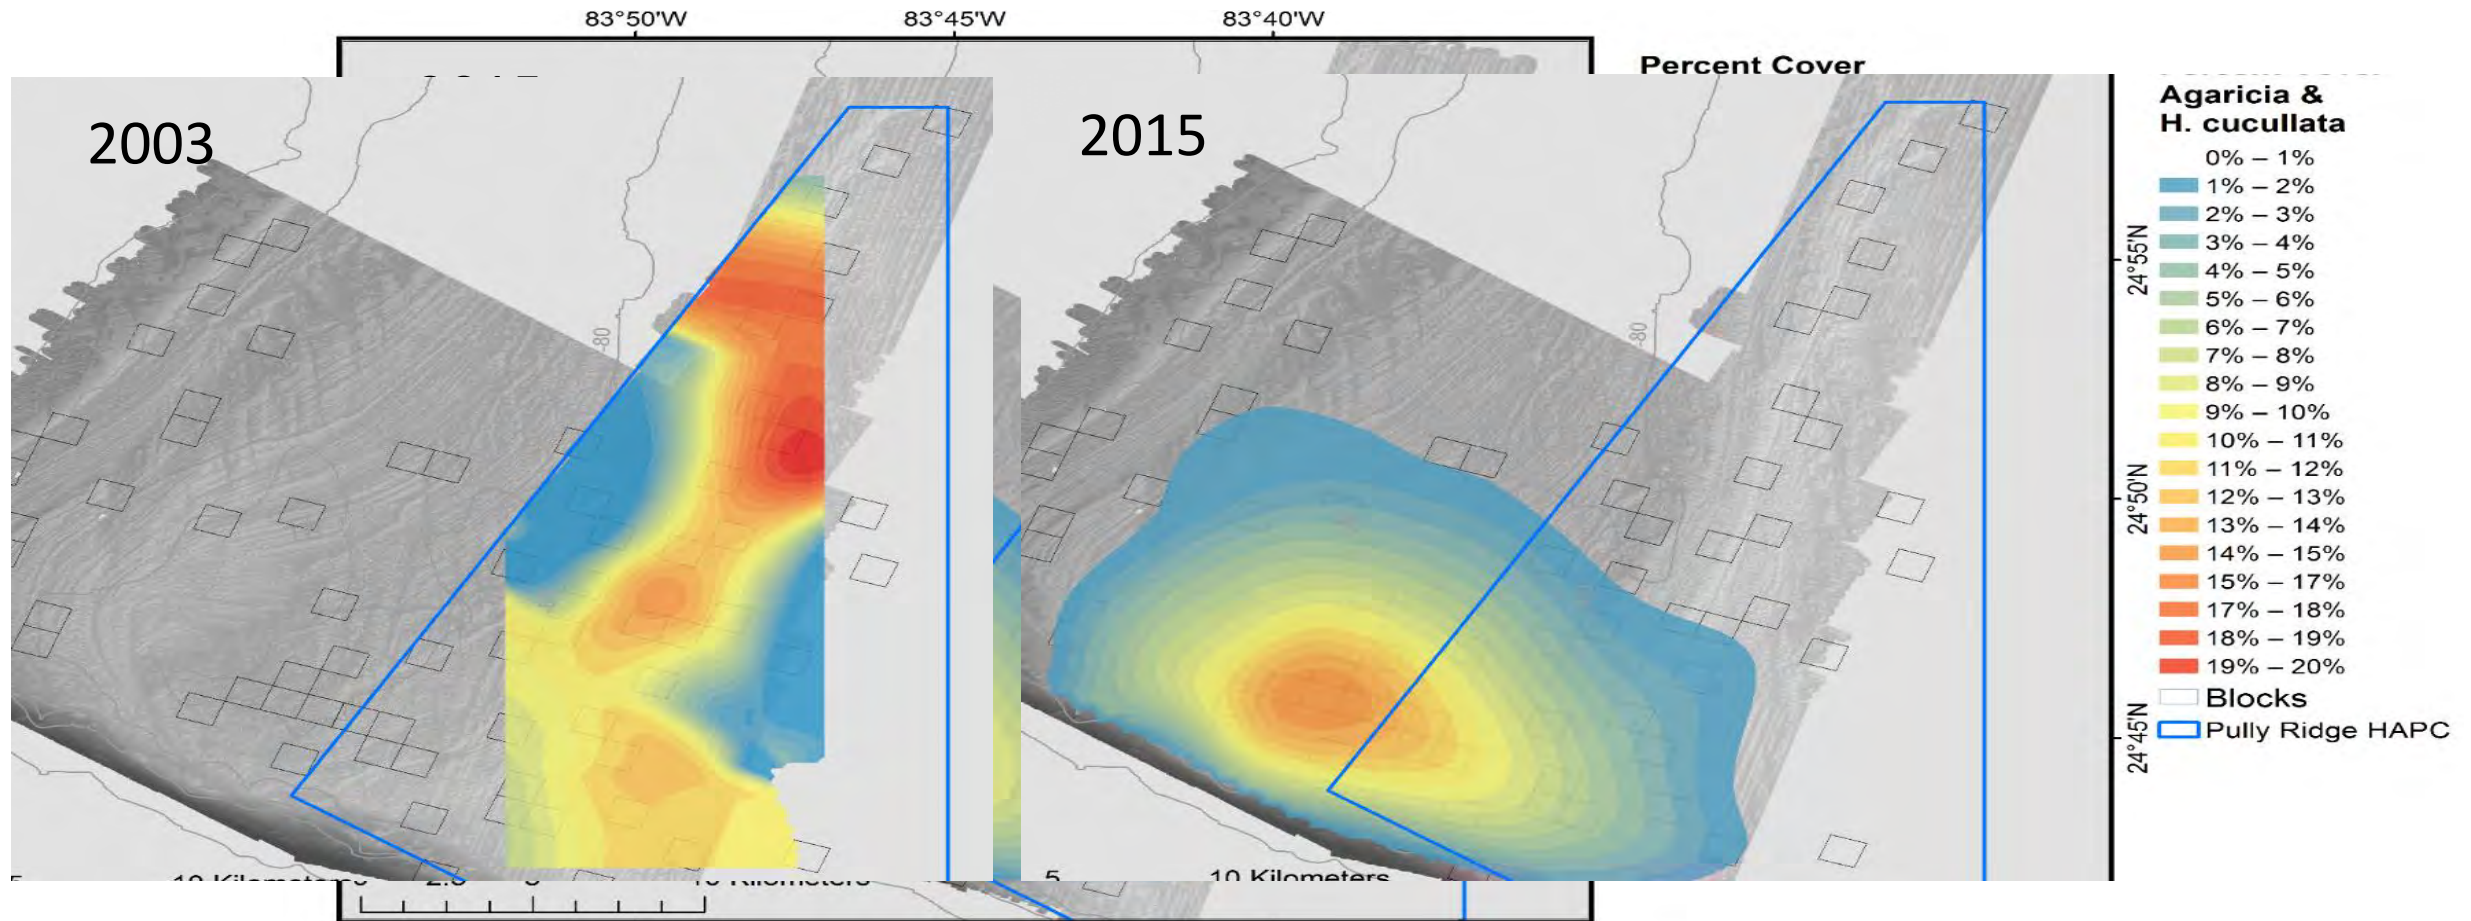 83°50'W 83°45'W 83°40'W
Percent Cover
2003
2015
Agaricia &
H. cucullata
0% – 1%
1% – 2%
2% – 3%
3% – 4%
4% – 5%
5% – 6%
6% – 7%
7% – 8%
8% – 9%
9% – 10%
10% – 11%
11% – 12%
12% – 13%
13% – 14%
14% – 15%
15% – 17%
17% – 18%
18% – 19%
19% – 20%
Blocks
Pully Ridge HAPC
24°55'N
24°50'N
24°45'N
-80
-80
5 10 Kilometers
10 Kilometers